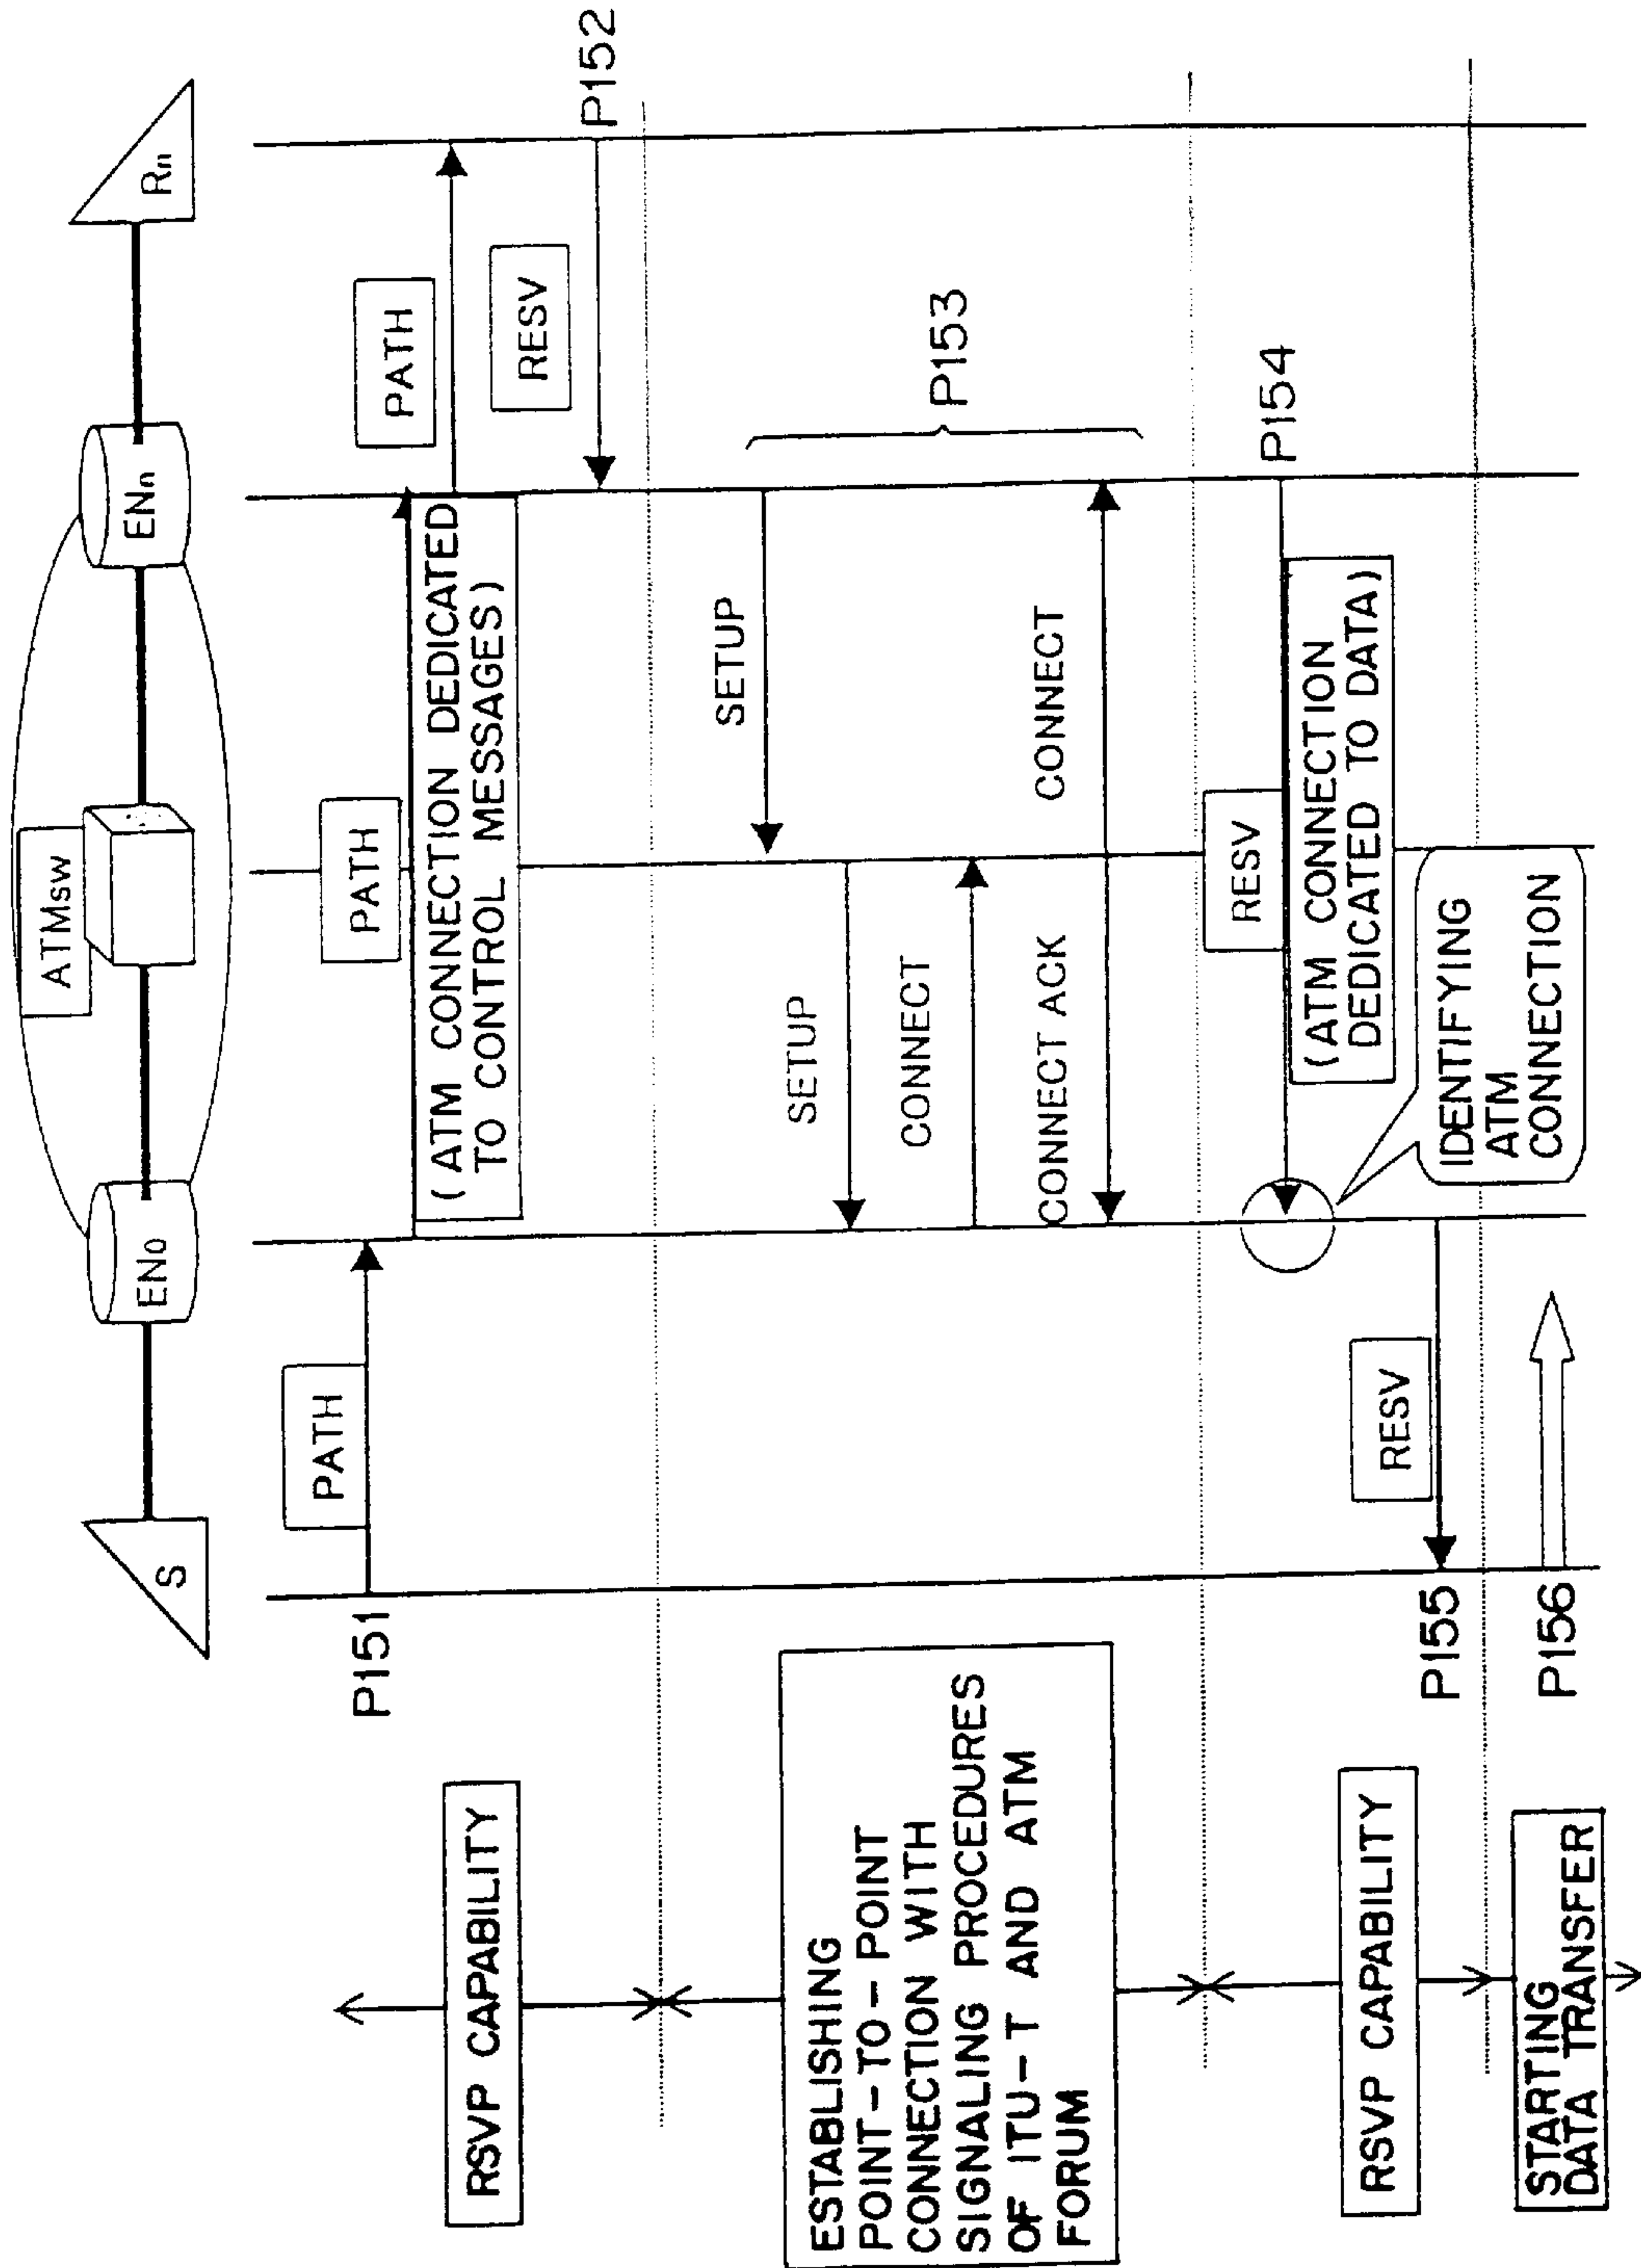 S
EN0
ATMSW
ENn
Rn
RSVP CAPABILITY
P151
PATH
PATH
(ATM CONNECTION DEDICATED
TO CONTROL MESSAGES)
PATH
RESV
P152
ESTABLISHING
POINT-TO-POINT
CONNECTION WITH
SIGNALING PROCEDURES
OF ITU-T AND ATM
FORUM
SETUP
SETUP
CONNECT
CONNECT ACK
CONNECT
P153
RSVP CAPABILITY
RESV
(ATM CONNECTION
DEDICATED TO DATA)
P154
IDENTIFYING
ATM
CONNECTION
P155
RESV
STARTING
DATA TRANSFER
P156